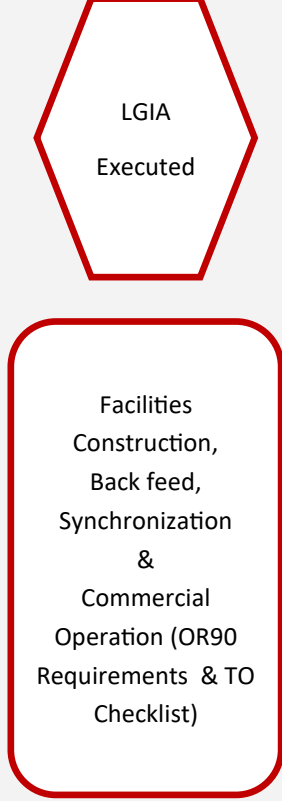 LGIA
Executed
Facilities
Construction,
Back feed,
Synchronization
&
Commercial
Operation (OR90
Requirements & TO
Checklist)